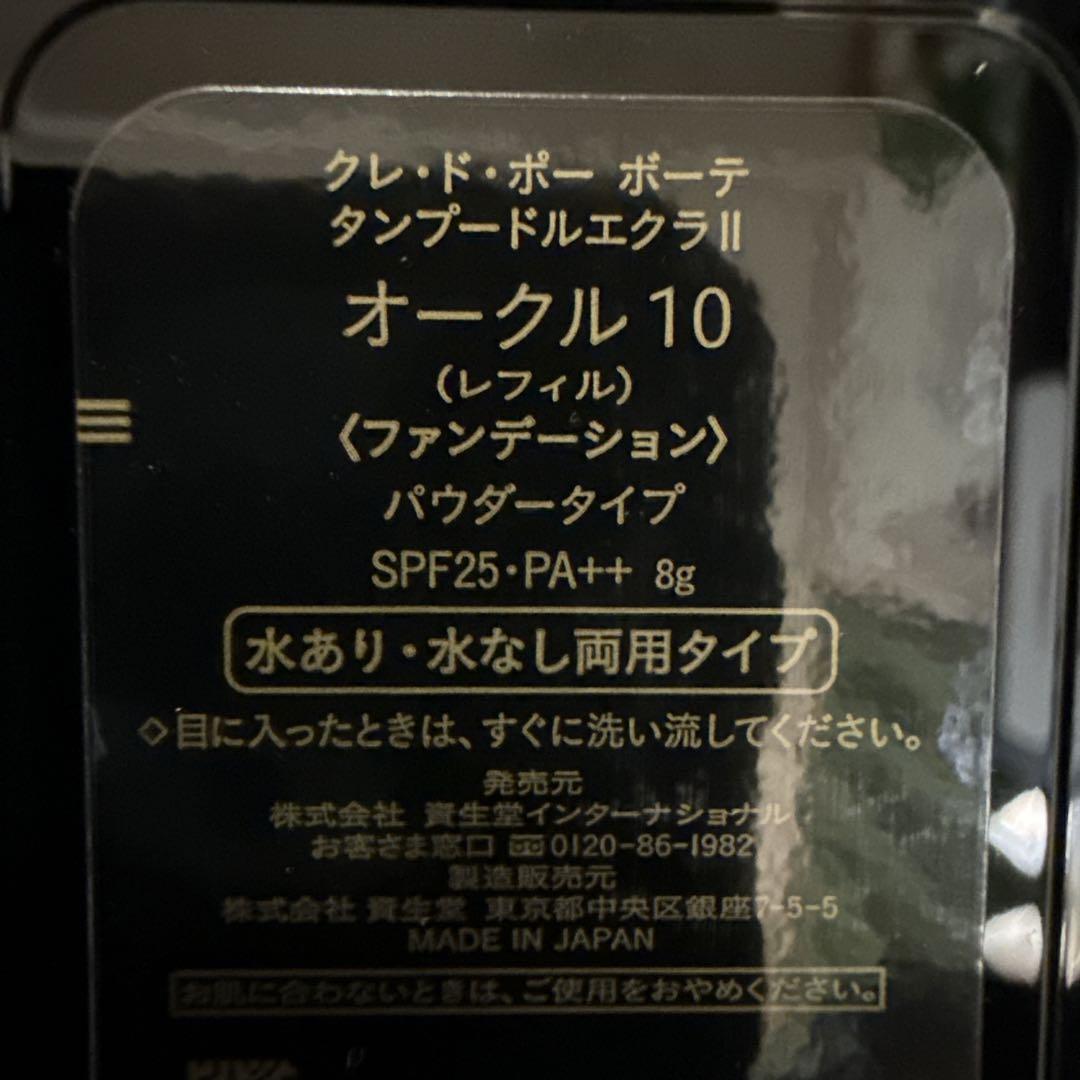 クレ・ド・ポー ボーテ
タンプードルエクラⅡ
オークル10
(レフィル)
〈ファンデーション〉
パウダータイプ
SPF25・PA++ 8g
水あり・水なし両用タイプ
◇目に入ったときは、すぐに洗い流してください。
発売元
株式会社 資生堂インターナショナル
お客さま窓口 0120-86-1982
製造販売元
株式会社 資生堂 東京都中央区銀座7-5-5
MADE IN JAPAN
お肌に合わないときは、ご使用をおやめください。